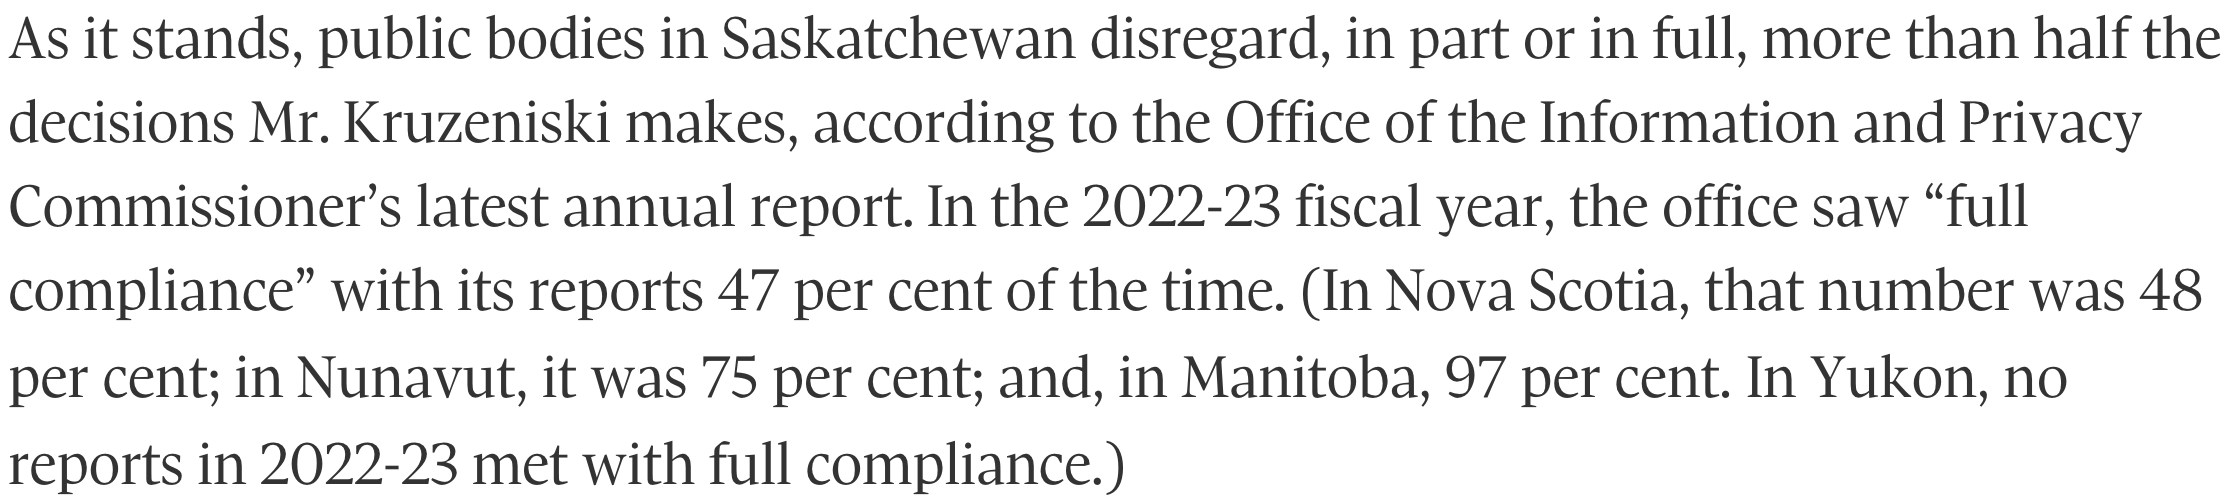 As it stands, public bodies in Saskatchewan disregard, in part or in full, more than half the
decisions Mr. Kruzeniski makes, according to the Office of the Information and Privacy
Commissioner’s latest annual report. In the 2022-23 fiscal year, the office saw “full
compliance” with its reports 47 per cent of the time. (In Nova Scotia, that number was 48
per cent; in Nunavut, it was 75 per cent; and, in Manitoba, 97 per cent. In Yukon, no
reports in 2022-23 met with full compliance.)